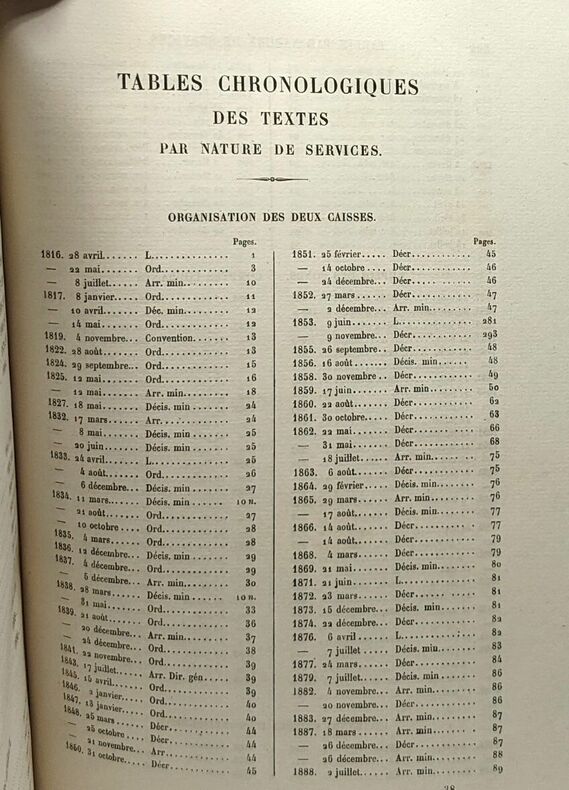 TABLES CHRONOLOGIQUES
DES TEXTES
PAR NATURE DE SERVICES.
ORGANISATION DES DEUX CAISSES.
Pages.
1816. 28 avril....... L............... 1
— 22 mai....... Ord............. 3
— 8 juillet...... Arr. min......... 10
1817. 8 janvier..... Ord............. 11
— 10 avril...... Déc. min........ 12
— 14 mai....... Ord............. 12
1819. 4 novembre... Convention...... 13
1822. 28 août...... Ord............. 13
1824. 29 septembre... Ord............. 15
1825. 12 mai....... Ord............. 16
— 12 mai....... Arr. min......... 18
1827. 18 mai....... Décis. min....... 24
1832. 17 mars...... Arr............. 24
— 8 mai....... Décis. min....... 25
— 20 juin...... Décis. min....... 25
1833. 24 avril...... L............... 25
— 4 août...... Ord............. 26
— 6 décembre... Décis. min....... 27
1834. 11 mars...... Décis. min....... 10 n.
— 21 août...... Ord............. 27
— 10 octobre.... Ord............. 28
1835. 4 mars...... Ord............. 28
1836. 12 décembre... Décis. min....... 29
1837. 4 décembre... Ord............. 29
— 5 décembre... Arr. min......... 30
1838. 28 mars...... Décis. min....... 10 n.
— 31 mai....... Ord............. 33
1839. 21 août...... Ord............. 36
— 20 décembre... Arr. min......... 37
— 24 décembre... Ord............. 38
1841. 22 novembre... Ord............. 39
1843. 17 juillet..... Arr. Dir. gén..... 39
1845. 15 avril...... Ord............. 39
1846. 2 janvier..... Ord............. 40
1847. 13 janvier..... Ord............. 40
1848. 25 mars...... Décr............ 44
— 25 octobre.... Décr............ 44
— 21 novembre... Arr............. 44
1850. 31 octobre.... Décr............ 45
Pages.
1851. 25 février..... Décr............ 45
— 14 octobre.... Décr............ 46
— 24 décembre... Décr............ 46
1852. 27 mars...... Décr............ 47
— 2 décembre... Arr. min......... 47
1853. 9 juin....... L............... 281
— 9 novembre... Décr............ 293
1855. 26 septembre... Décr............ 48
1856. 16 août...... Décis. min....... 48
1858. 30 novembre... Décr............ 49
1859. 17 juin....... Arr. min......... 50
1860. 22 août...... Décr............ 62
1861. 30 octobre.... Décr............ 63
1862. 22 mai....... Décr............ 66
— 31 mai....... Décr............ 68
— 18 juillet..... Arr. min......... 75
1863. 6 août...... Décr............ 75
1864. 29 février..... Décis. min....... 76
1865. 29 mars...... Arr. min......... 76
— 17 août...... Arr. min......... 77
1866. 14 août...... Décr............ 77
— 14 août...... Décr............ 79
1868. 4 mars...... Décr............ 79
1869. 21 mai....... Décis. min....... 80
1871. 21 juin....... L............... 81
1872. 23 mars...... Décr............ 81
1873. 15 décembre... Décis. min....... 81
1874. 22 décembre... Décr............ 82
1876. 6 avril...... L............... 82
— 7 juillet..... Décis. min....... 83
1877. 24 mars...... Décr............ 84
1879. 7 juillet..... Décis. min....... 86
1882. 4 novembre... Arr. min......... 86
— 20 novembre... Décr............ 86
1883. 27 décembre... Arr. min......... 87
1887. 18 mars...... Arr. min......... 87
— 26 décembre... Décr............ 87
— 26 décembre... Arr. min......... 88
1888. 2 juillet..... Arr. min......... 89
38